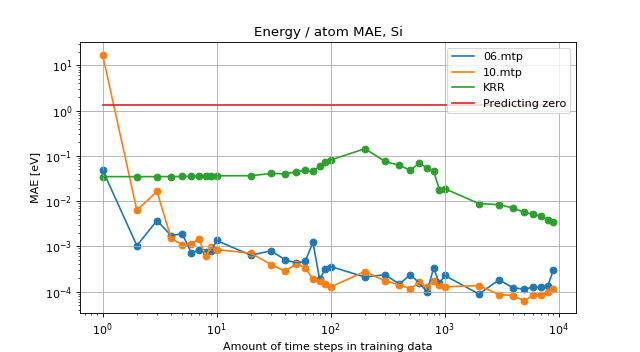 Energy / atom MAE, Si
MAE [eV]
10¹
10⁰
10⁻¹
10⁻²
10⁻³
10⁻⁴
06.mtp
10.mtp
KRR
Predicting zero
10⁰ 10¹ 10² 10³ 10⁴
Amount of time steps in training data